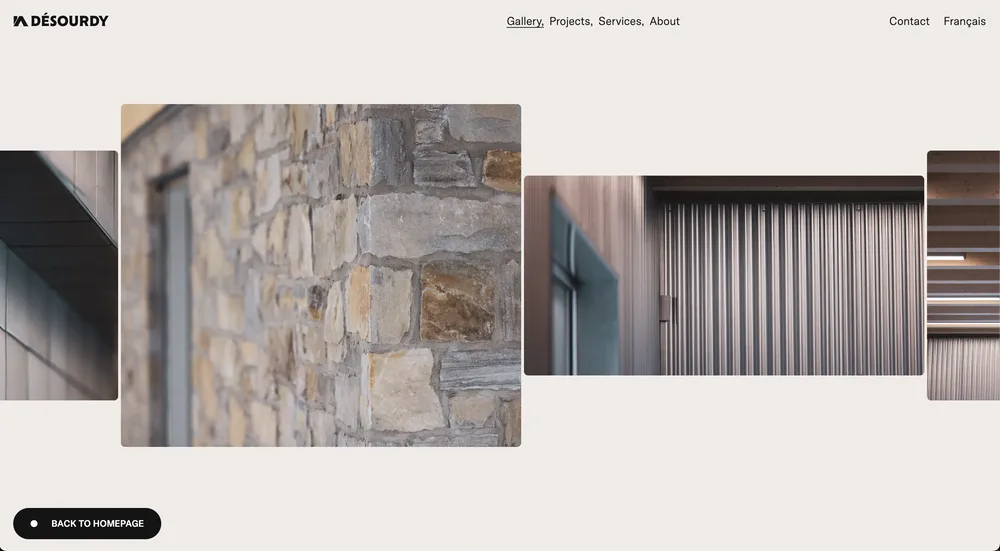 DÉSOURDY
Gallery, Projects, Services, About
Contact Français
BACK TO HOMEPAGE